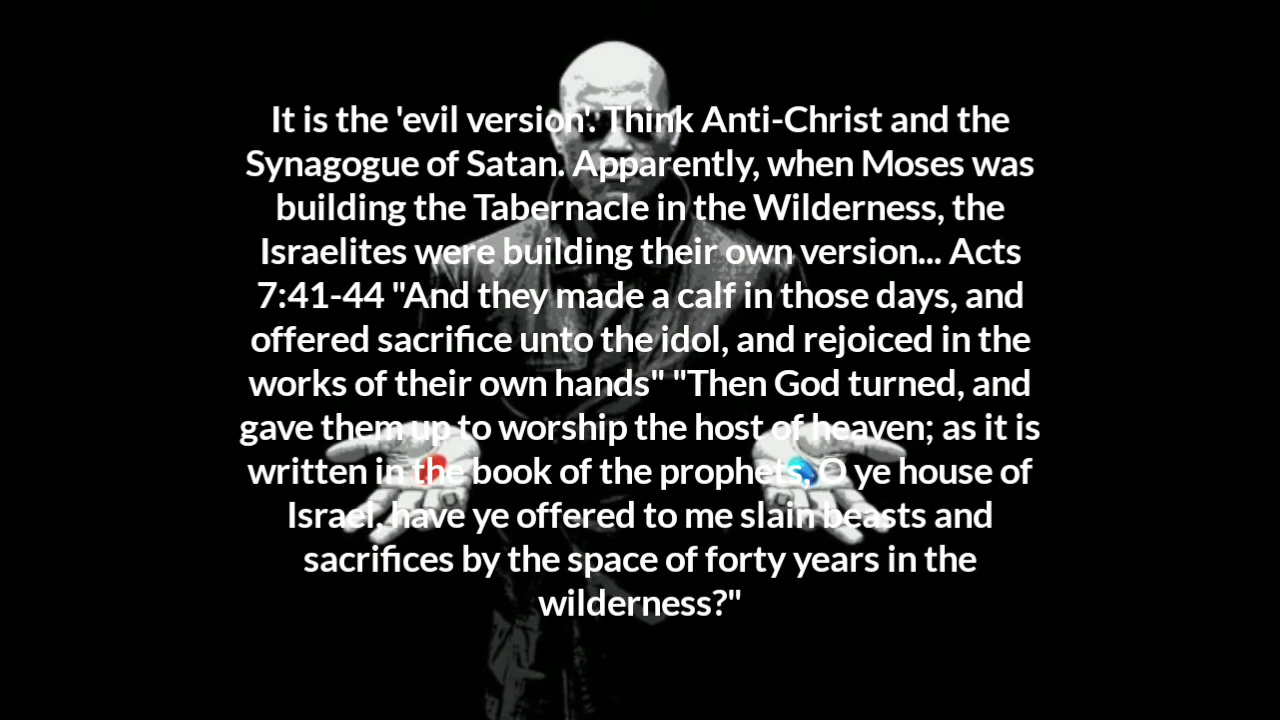 It is the 'evil version'. Think Anti-Christ and the
Synagogue of Satan. Apparently, when Moses was
building the Tabernacle in the Wilderness, the
Israelites were building their own version... Acts
7:41-44 "And they made a calf in those days, and
offered sacrifice unto the idol, and rejoiced in the
works of their own hands" "Then God turned, and
gave them up to worship the host of heaven; as it is
written in the book of the prophets, O ye house of
Israel, have ye offered to me slain beasts and
sacrifices by the space of forty years in the
wilderness?"